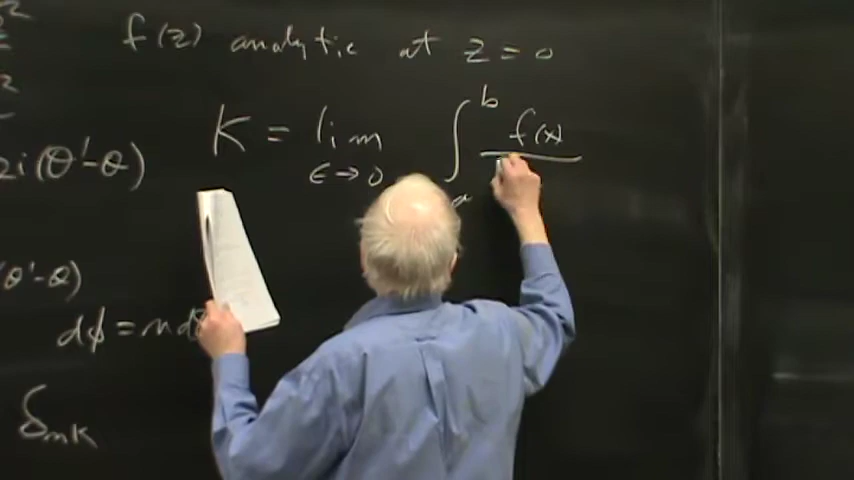 f(z) analytic at z = 0
K = lim ε→0 ∫ b a f(x)
2i(θ'-θ)
(θ'-θ)
dφ = n d
δmK